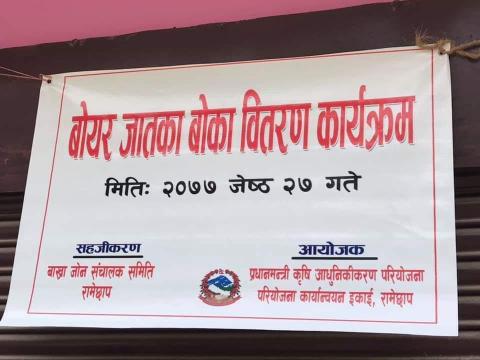 बोयर जातका बोका वितरण कार्यक्रम
मितिः २०७७ जेष्ठ २७ गते
सहजीकरण
बाख्रा जोन संचालक समिति
रामेछाप
आयोजक
प्रधानमन्त्री कृषि आधुनिकीकरण परियोजना
परियोजना कार्यान्वयन इकाई, रामेछाप